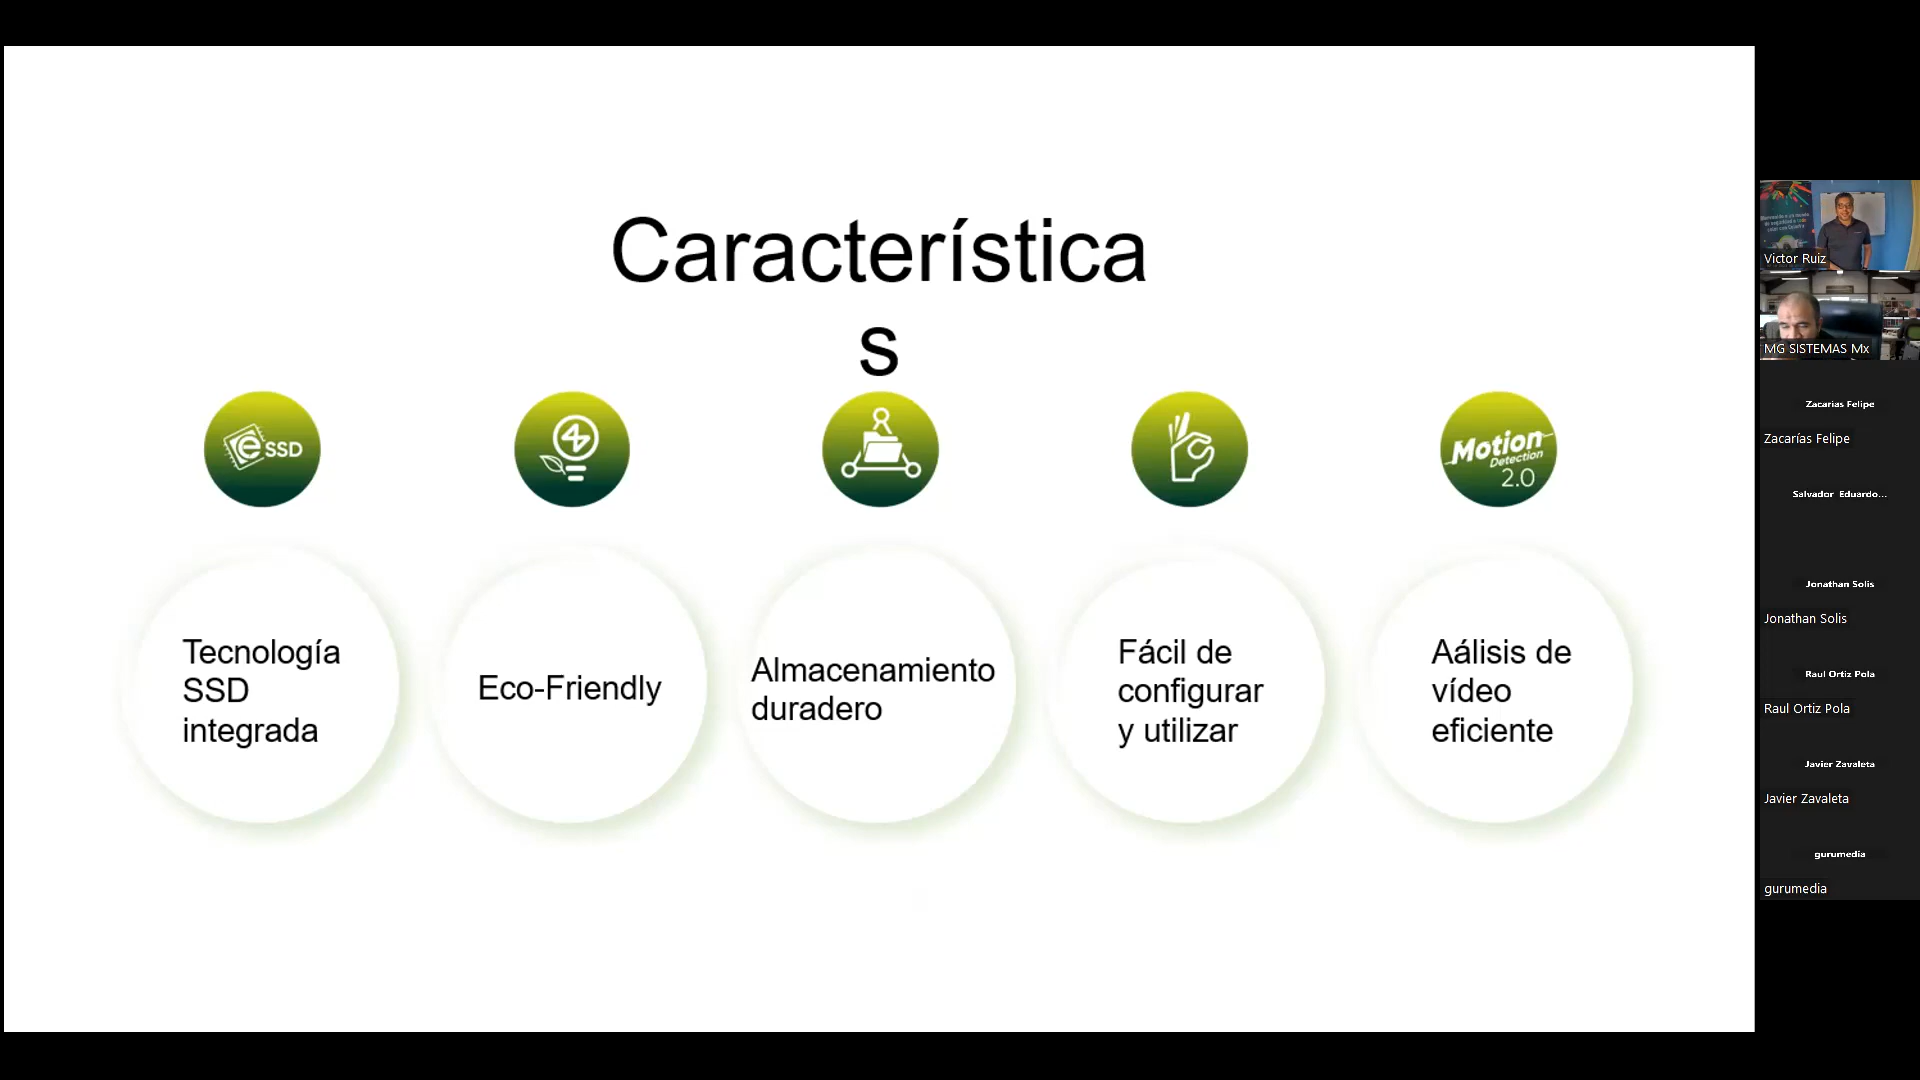 Característica
s
eSSD
Motion
Detection
2.0
Tecnología
SSD
integrada
Eco-Friendly
Almacenamiento
duradero
Fácil de
configurar
y utilizar
Aálisis de
vídeo
eficiente
Victor Ruiz
MG SISTEMAS Mx
Zacarías Felipe
Zacarías Felipe
Salvador Eduardo...
Jonathan Solis
Jonathan Solis
Raul Ortiz Pola
Raul Ortiz Pola
Javier Zavaleta
Javier Zavaleta
gurumedia
gurumedia